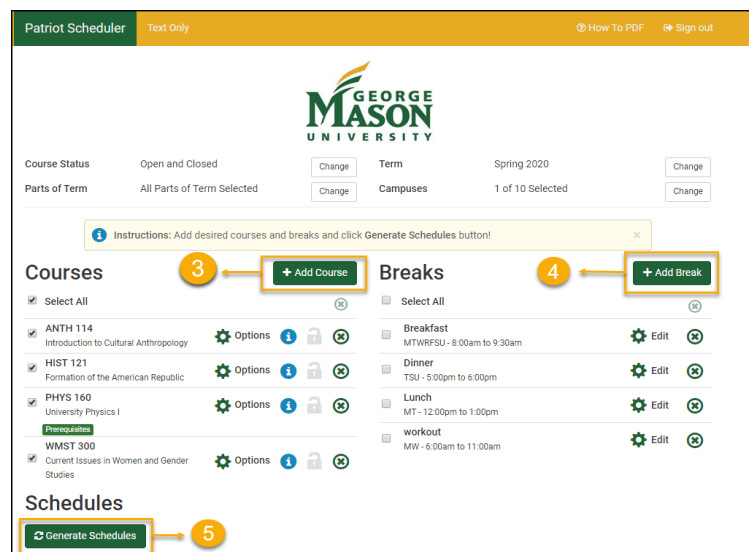 Patriot Scheduler Text Only How To PDF Sign out
GEORGE
MASON
UNIVERSITY
Course Status Open and Closed Change Term Spring 2020 Change
Parts of Term All Parts of Term Selected Change Campuses 1 of 10 Selected Change
Instructions: Add desired courses and breaks and click Generate Schedules button! ×
Courses 3 + Add Course
Select All
ANTH 114
Introduction to Cultural Anthropology
Options
HIST 121
Formation of the American Republic
Options
PHYS 160
University Physics I
Options
Prerequisites
WMST 300
Current Issues in Women and Gender
Studies
Options
Breaks 4 + Add Break
Select All
Breakfast
MTWRFSU - 8:00am to 9:30am
Edit
Dinner
TSU - 5:00pm to 6:00pm
Edit
Lunch
MT - 12:00pm to 1:00pm
Edit
workout
MW - 6:00am to 11:00am
Edit
Schedules
Generate Schedules 5